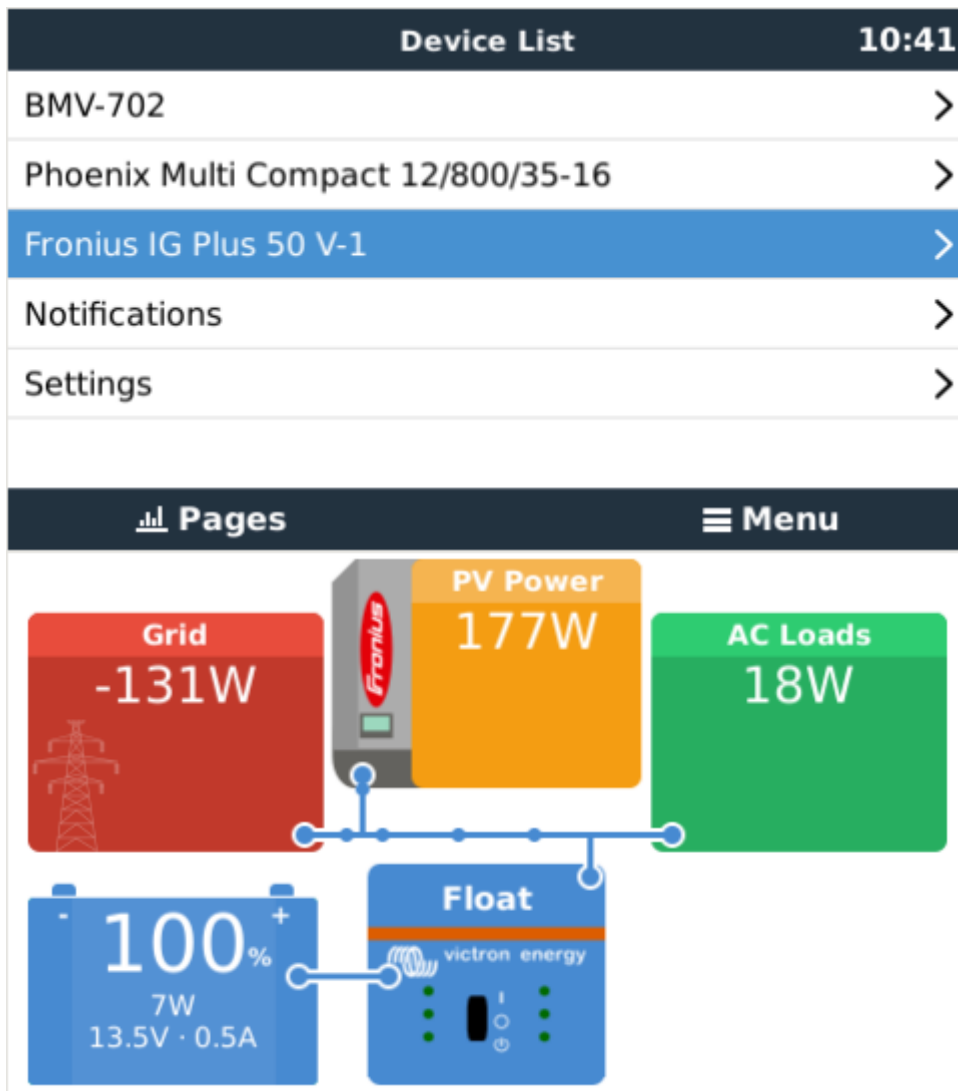 Device List 10:41
BMV-702
Phoenix Multi Compact 12/800/35-16
Fronius IG Plus 50 V-1
Notifications
Settings
Pages Menu
PV Power
177W
Fronius
Grid
-131W
AC Loads
18W
- 100% +
7W
13.5V · 0.5A
Float
victron energy